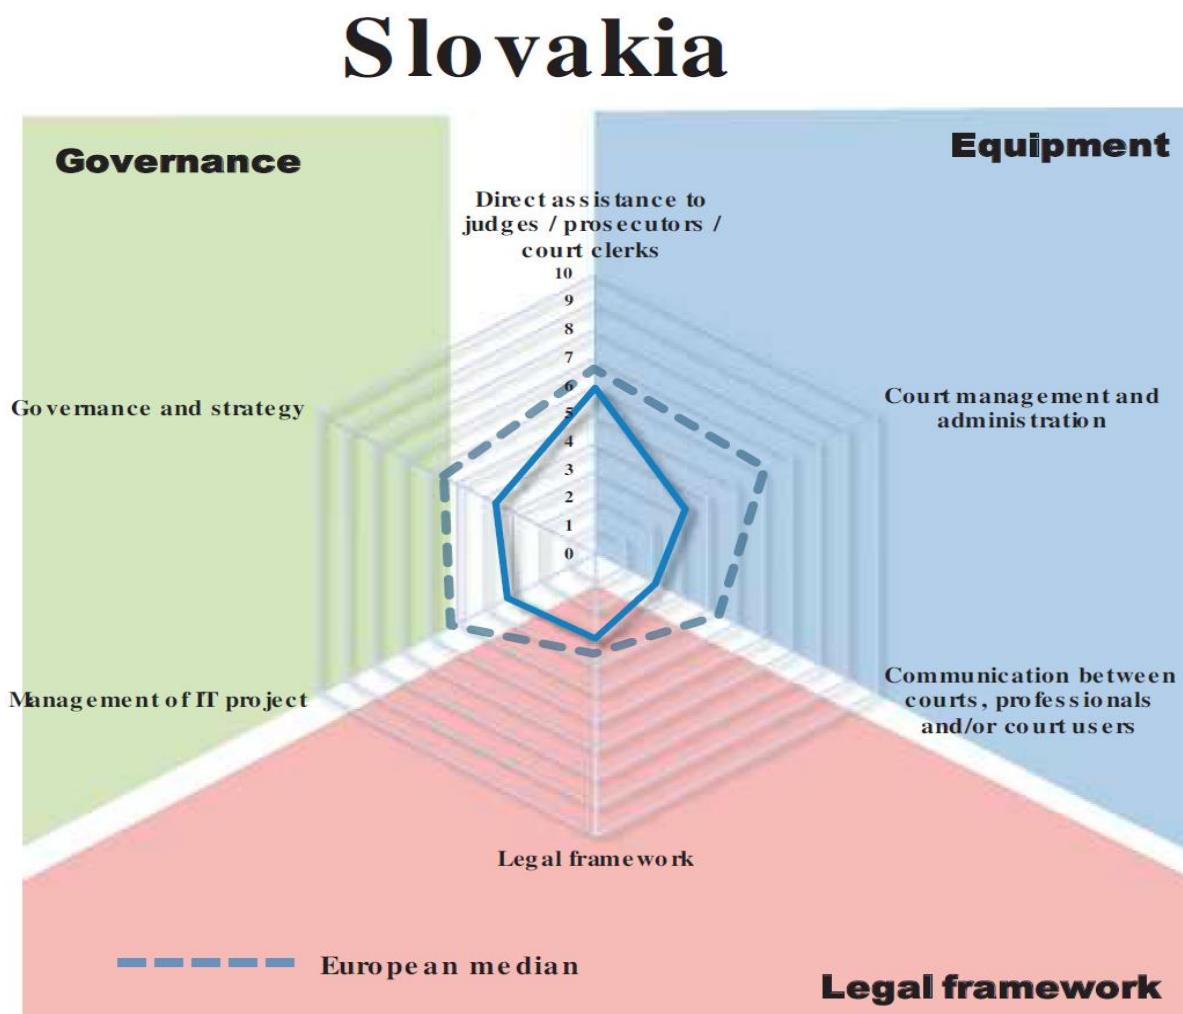 Slovakia
Governance
Equipment
Direct assistance to
judges / prosecutors /
court clerks
10
9
8
7
6
5
4
3
2
1
0
Governance and strategy
Court management and
administration
Management of IT project
Communication between
courts, professionals
and/or court users
Legal framework
European median
Legal framework